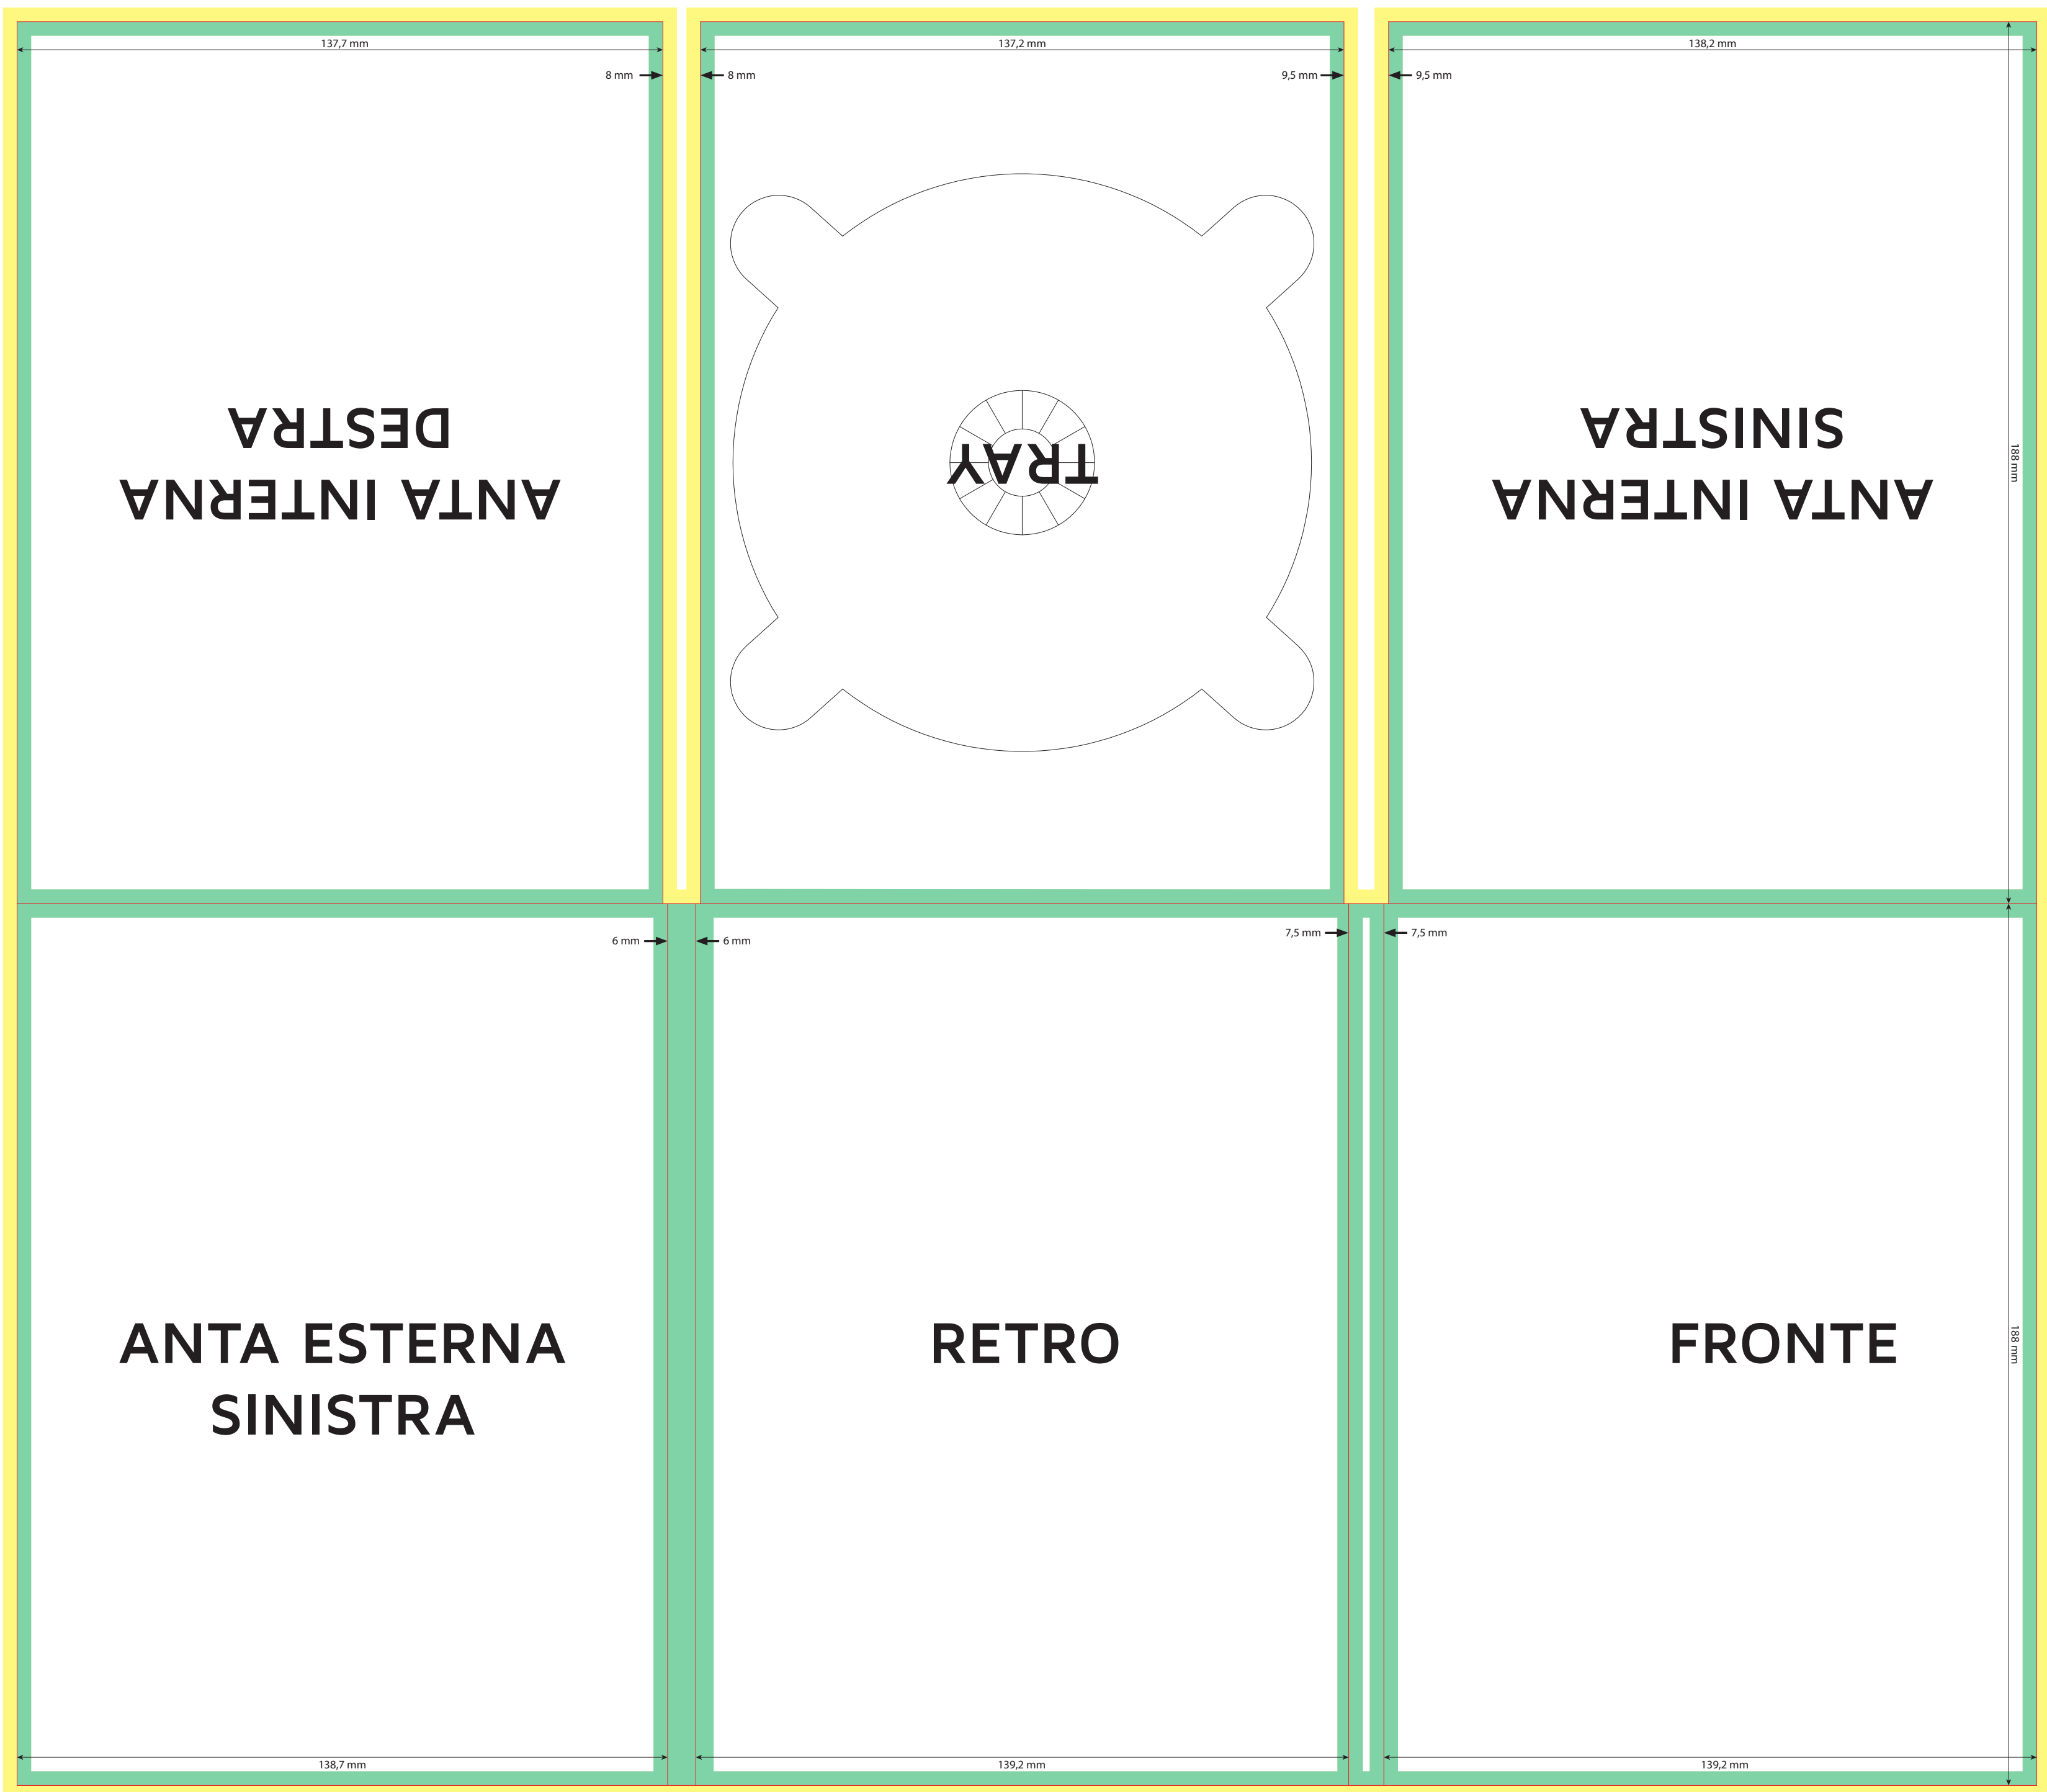 137,7 mm
137,2 mm
138,2 mm
8 mm
8 mm
9,5 mm
9,5 mm
ANTA INTERNA
DESTRA
TRAY
ANTA INTERNA
SINISTRA
188 mm
6 mm
6 mm
7,5 mm
7,5 mm
ANTA ESTERNA
SINISTRA
RETRO
FRONTE
188 mm
138,7 mm
139,2 mm
139,2 mm